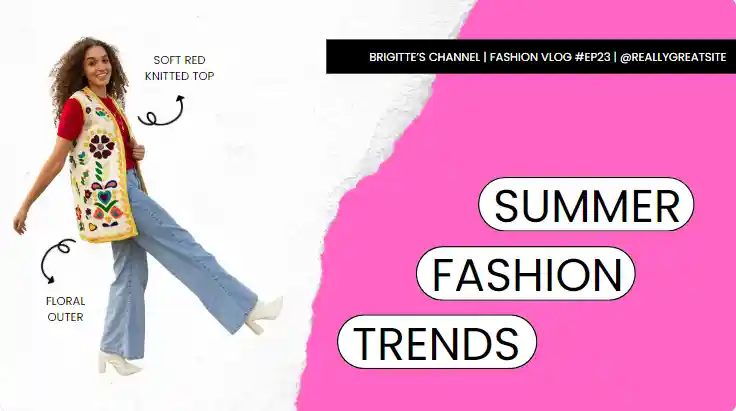 BRIGITTE'S CHANNEL | FASHION VLOG #EP23 | @REALLYGREATSITE
SOFT RED
KNITTED TOP
SUMMER
FASHION
TRENDS
FLORAL
OUTER